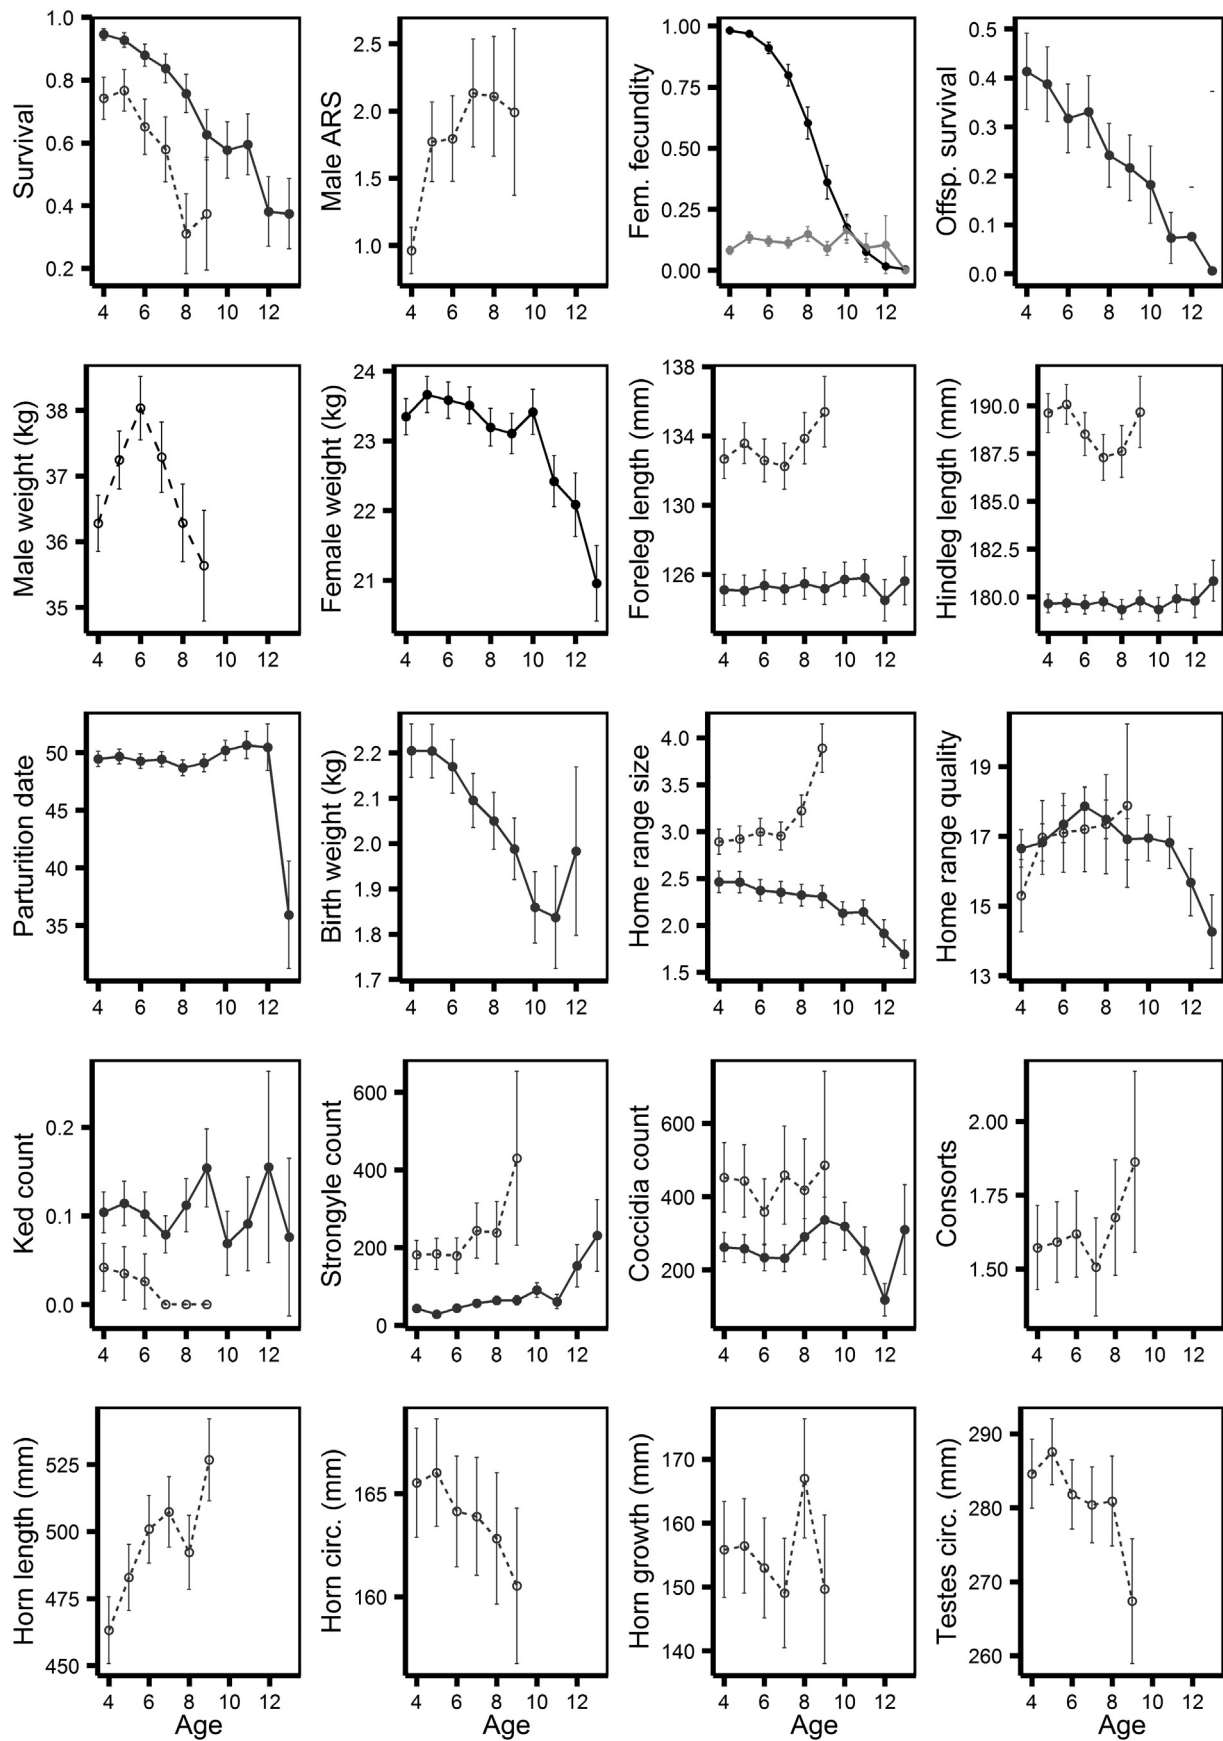 Survival
1.0
0.8
0.6
0.4
0.2
4 6 8 10 12
Male ARS
2.5
2.0
1.5
1.0
4 6 8 10 12
Fem. fecundity
1.00
0.75
0.50
0.25
0.00
4 6 8 10 12
Offsp. survival
0.5
0.4
0.3
0.2
0.1
0.0
4 6 8 10 12
Male weight (kg)
38
37
36
35
4 6 8 10 12
Female weight (kg)
24
23
22
21
4 6 8 10 12
Foreleg length (mm)
138
134
130
126
4 6 8 10 12
Hindleg length (mm)
190.0
187.5
185.0
182.5
180.0
4 6 8 10 12
Parturition date
50
45
40
35
4 6 8 10 12
Birth weight (kg)
2.2
2.1
2.0
1.9
1.8
1.7
4 6 8 10 12
Home range size
4.0
3.5
3.0
2.5
2.0
1.5
4 6 8 10 12
Home range quality
19
17
15
13
4 6 8 10 12
Ked count
0.2
0.1
0.0
4 6 8 10 12
Strongyle count
600
400
200
0
4 6 8 10 12
Coccidia count
600
400
200
4 6 8 10 12
Consorts
2.00
1.75
1.50
4 6 8 10 12
Horn length (mm)
525
500
475
450
4 6 8 10 12
Age
Horn circ. (mm)
165
160
4 6 8 10 12
Age
Horn growth (mm)
170
160
150
140
4 6 8 10 12
Age
Testes circ. (mm)
290
280
270
260
4 6 8 10 12
Age